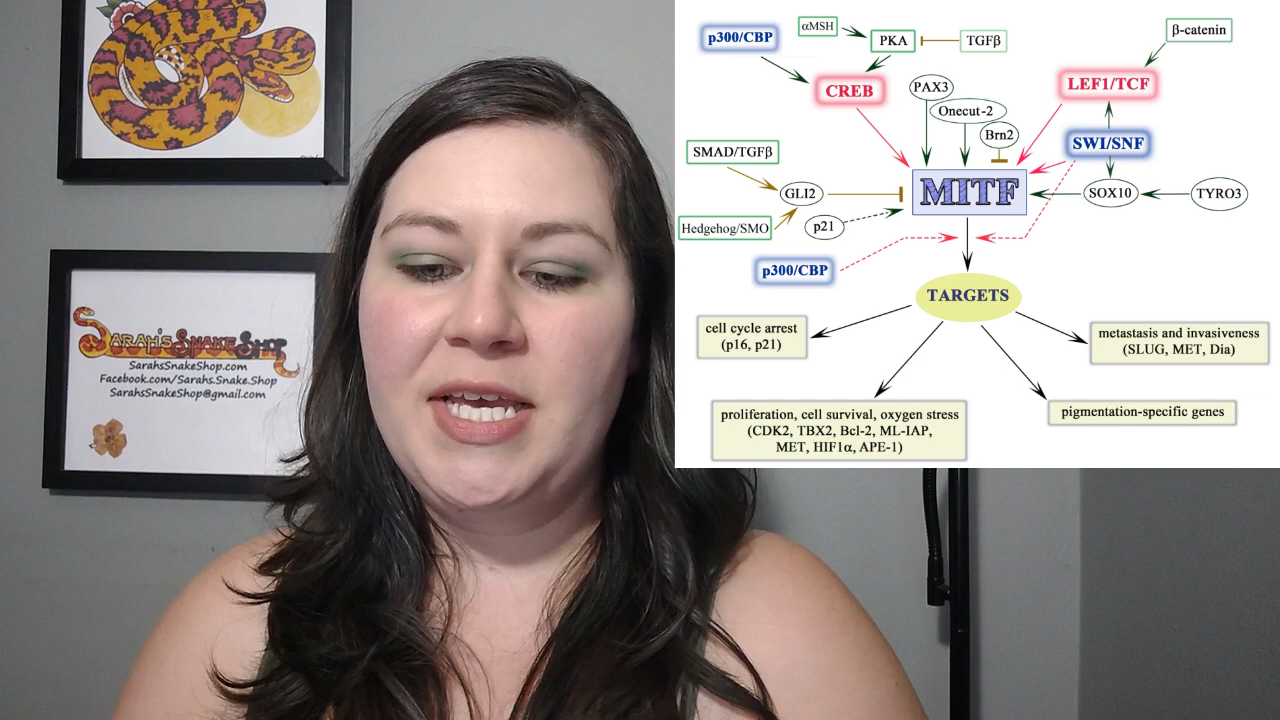 SARAH'S SNAKE SHOP
SarahsSnakeShop.com
Facebook.com/Sarahs.Snake.Shop
SarahsSnakeShop@gmail.com
p300/CBP
αMSH
PKA
TGFβ
β-catenin
CREB
PAX3
LEF1/TCF
Onecut-2
Brn2
SMAD/TGFβ
SWI/SNF
GLI2
MITF
SOX10
TYRO3
Hedgehog/SMO
p21
p300/CBP
TARGETS
cell cycle arrest
(p16, p21)
metastasis and invasiveness
(SLUG, MET, Dia)
proliferation, cell survival, oxygen stress
(CDK2, TBX2, Bcl-2, ML-IAP,
MET, HIF1α, APE-1)
pigmentation-specific genes